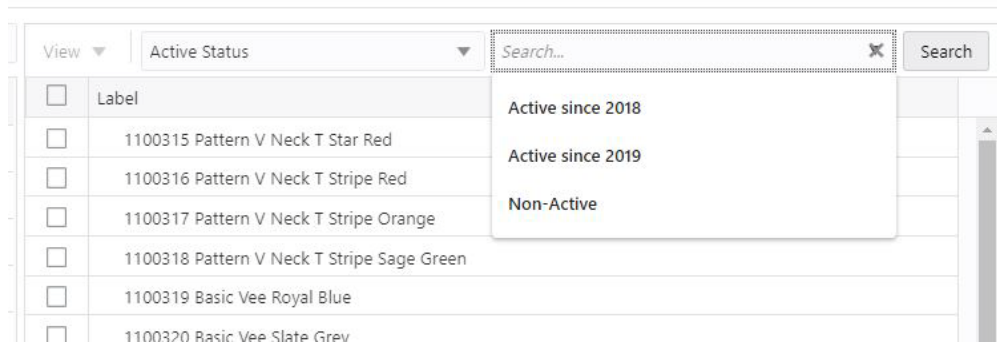 View Active Status Search... Search
Label
Active since 2018
1100315 Pattern V Neck T Star Red
Active since 2019
1100316 Pattern V Neck T Stripe Red
Non-Active
1100317 Pattern V Neck T Stripe Orange
1100318 Pattern V Neck T Stripe Sage Green
1100319 Basic Vee Royal Blue
1100320 Basic Vee Slate Grey